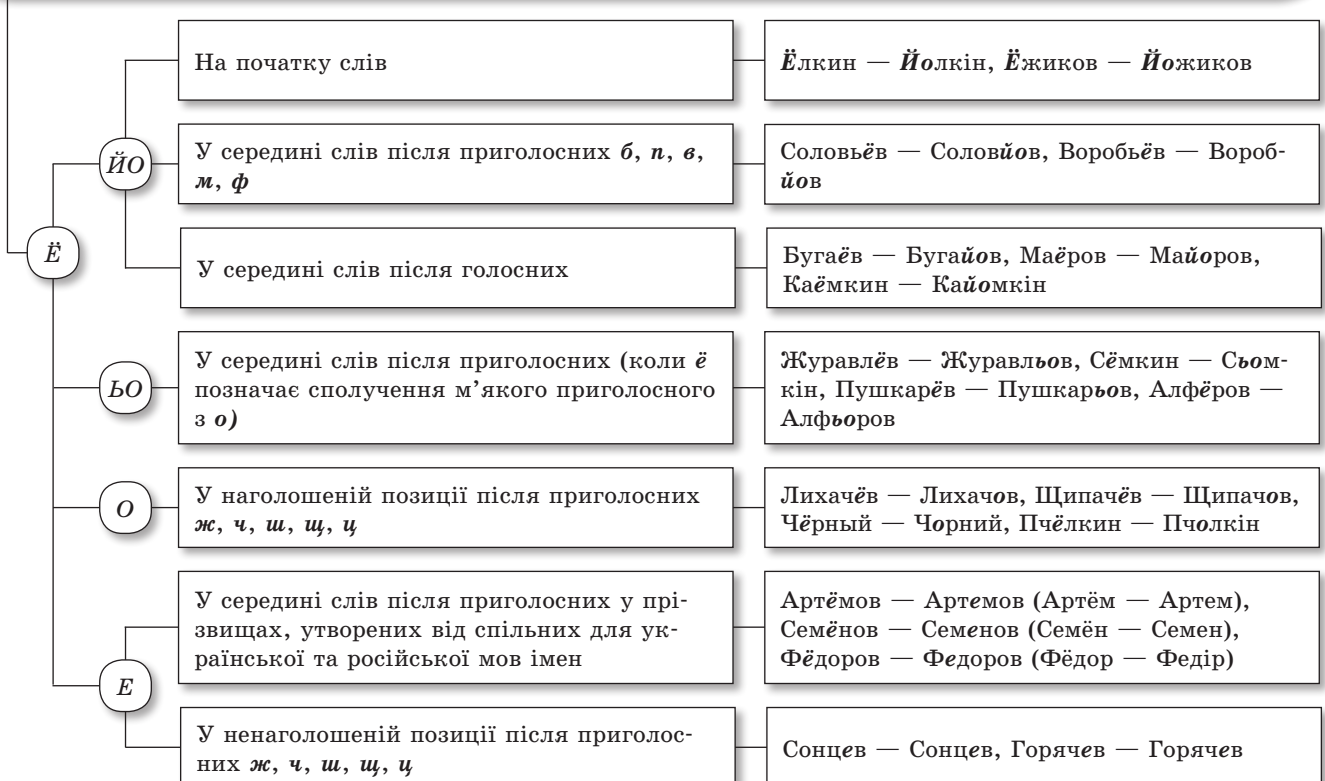 На початку слів
Ёлкин — Йолкін, Ёжиков — Йожиков
ЙО
У середині слів після приголосних б, п, в,
м, ф
Соловьёв — Соловйов, Воробьёв — Вороб-
йов
Ё
У середині слів після голосних
Бугаёв — Бугайов, Маёров — Майоров,
Каёмкин — Кайомкін
ЬО
У середині слів після приголосних (коли ё
позначає сполучення м’якого приголосного
з о)
Журавлёв — Журавльов, Сёмкин — Сьом-
кін, Пушкарёв — Пушкарьов, Алфёров —
Алфьоров
О
У наголошеній позиції після приголосних
ж, ч, ш, щ, ц
Лихачёв — Лихачов, Щипачёв — Щипачов,
Чёрный — Чорний, Пчёлкин — Пчолкін
Е
У середині слів після приголосних у прі-
звищах, утворених від спільних для ук-
раїнської та російської мов імен
Артёмов — Артемов (Артём — Артем),
Семёнов — Семенов (Семён — Семен),
Фёдоров — Федоров (Фёдор — Федір)
У ненаголошеній позиції після приголос-
них ж, ч, ш, щ, ц
Сонцев — Сонцев, Горячев — Горячев